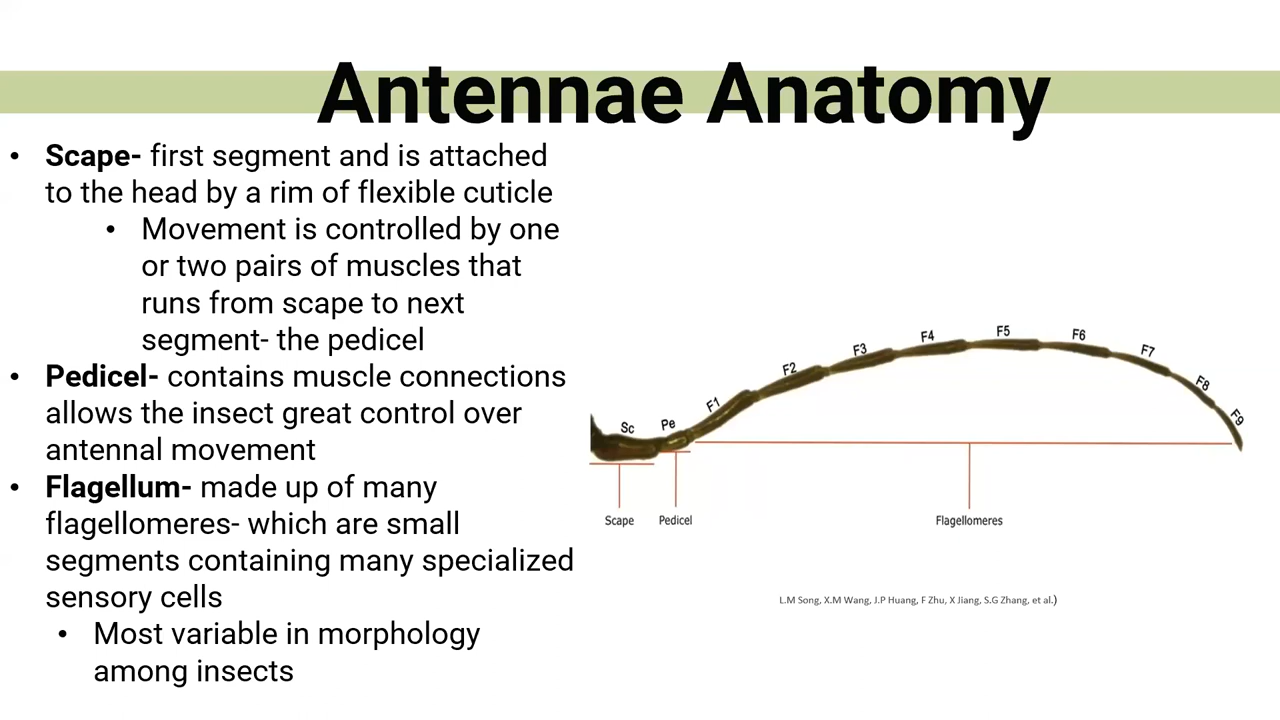 Antennae Anatomy
• Scape- first segment and is attached
to the head by a rim of flexible cuticle
• Movement is controlled by one
or two pairs of muscles that
runs from scape to next
segment- the pedicel
• Pedicel- contains muscle connections
allows the insect great control over
antennal movement
• Flagellum- made up of many
flagellomeres- which are small
segments containing many specialized
sensory cells
• Most variable in morphology
among insects
Sc
Pe
F1
F2
F3
F4
F5
F6
F7
F8
F9
Scape
Pedicel
Flagellomeres
L.M Song, X.M Wang, J.P Huang, F Zhu, X Jiang, S.G Zhang, et al.)